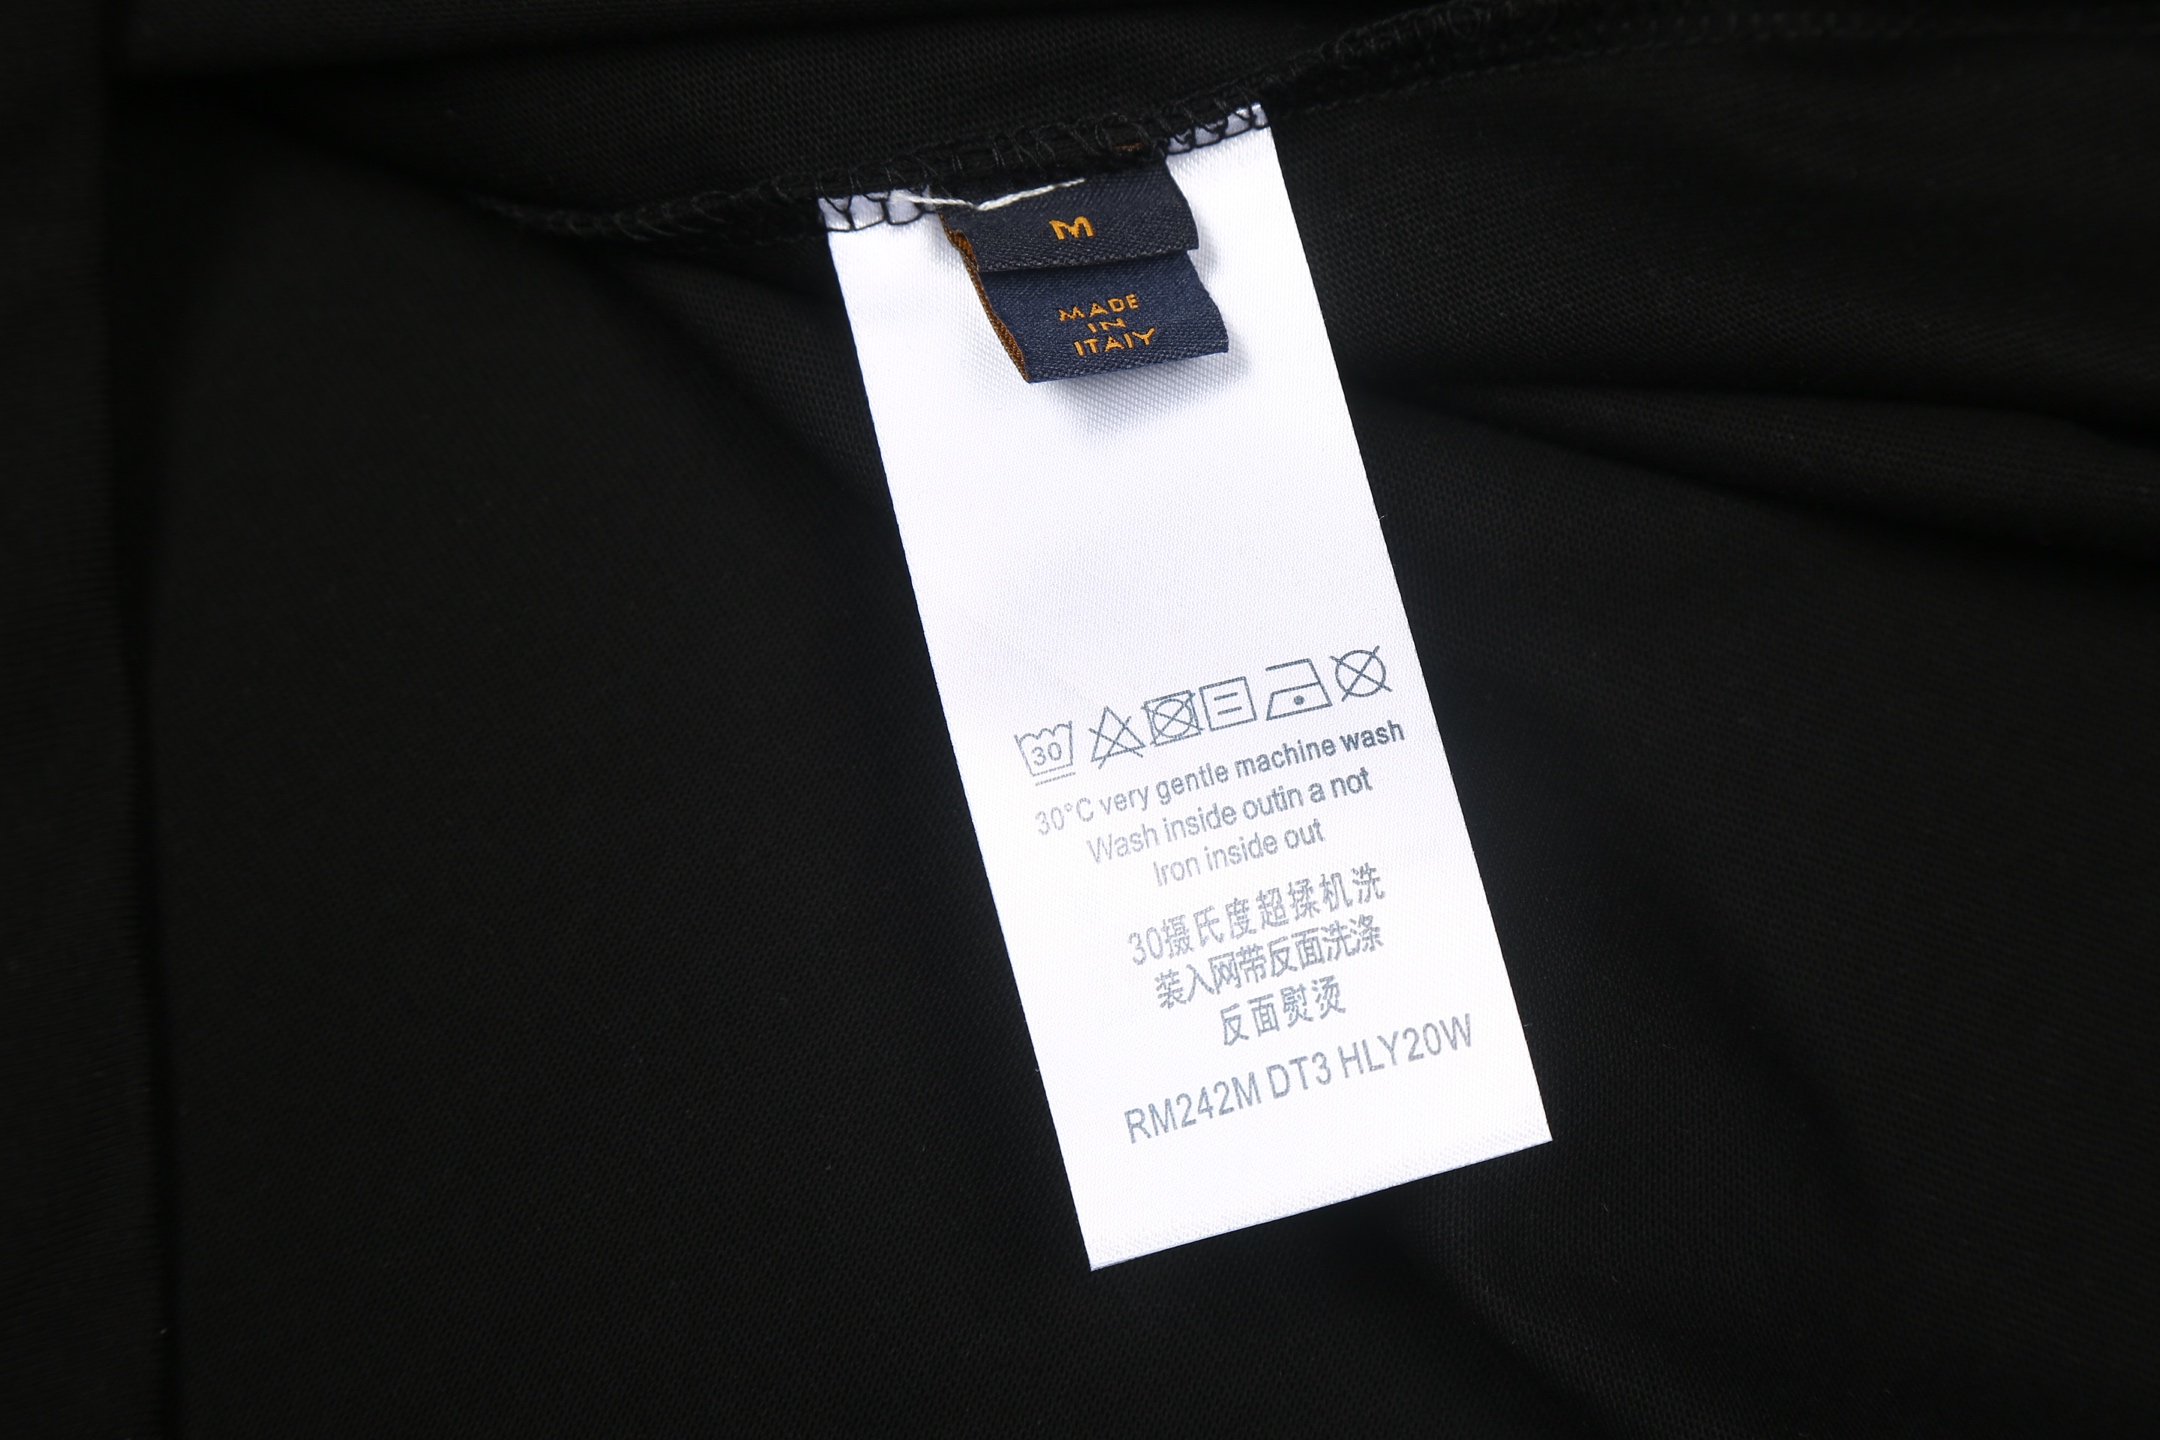 M
MADE
IN
ITAIY
30
30°C very gentle machine wash
Wash inside outin a not
Iron inside out
30摄氏度超揉机洗
装入网带反面洗涤
反面熨烫
RM242M DT3 HLY20W